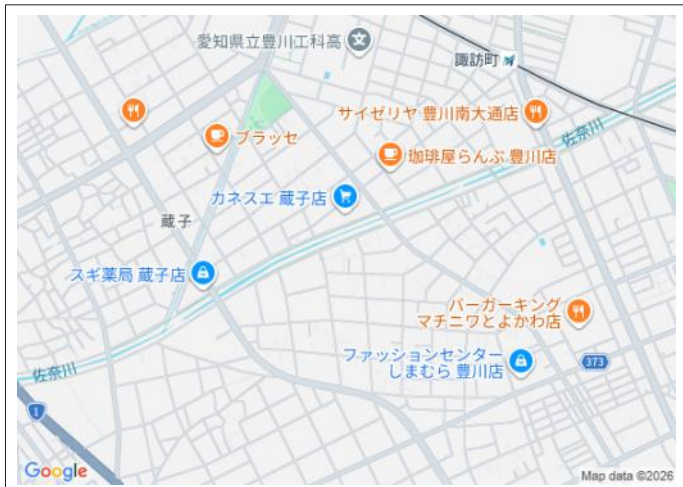 愛知県立豊川工科高
諏訪町
サイゼリヤ 豊川南大通店
佐奈川
ブラッセ
珈琲屋らんぷ 豊川店
カネスエ 蔵子店
蔵子
スギ薬局 蔵子店
バーガーキング
マチニワとよかわ店
ファッションセンター
しまむら 豊川店
373
佐奈川
1
Google
Map data ©2026